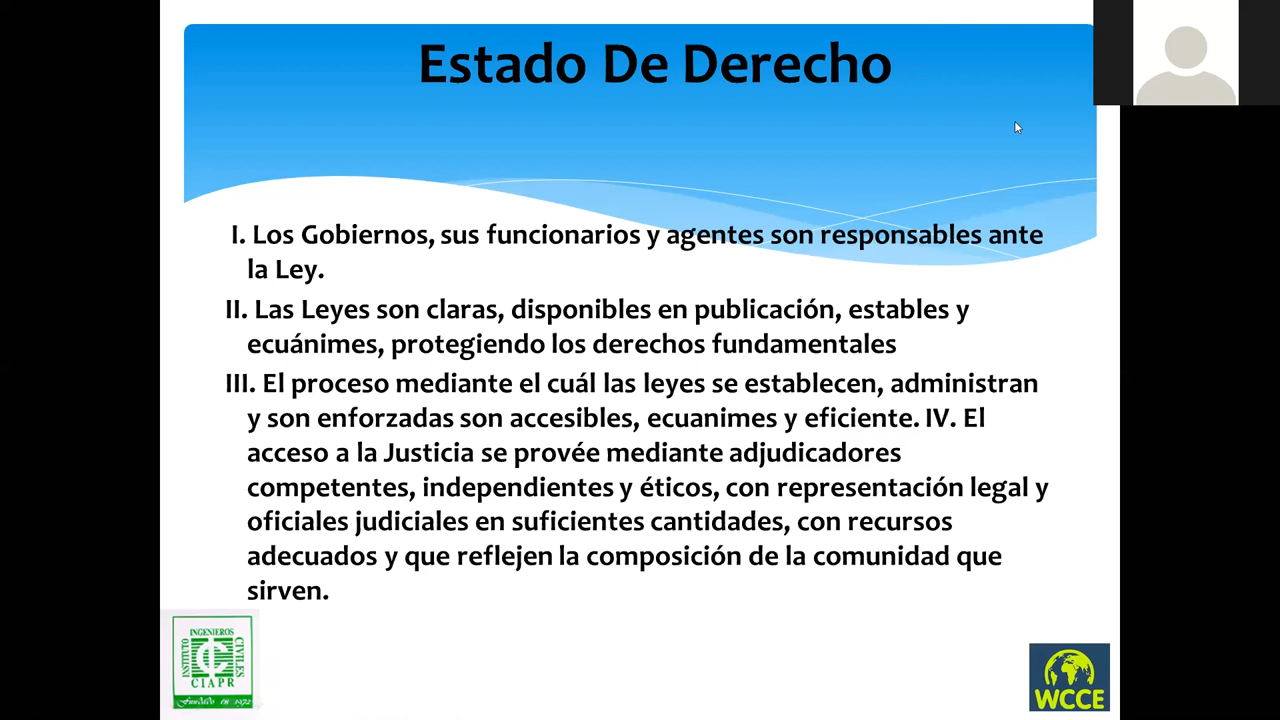 Estado De Derecho
I. Los Gobiernos, sus funcionarios y agentes son responsables ante
la Ley.
II. Las Leyes son claras, disponibles en publicación, estables y
ecuánimes, protegiendo los derechos fundamentales
III. El proceso mediante el cuál las leyes se establecen, administran
y son enforzadas son accesibles, ecuanimes y eficiente. IV. El
acceso a la Justicia se provée mediante adjudicadores
competentes, independientes y éticos, con representación legal y
oficiales judiciales en suficientes cantidades, con recursos
adecuados y que reflejen la composición de la comunidad que
sirven.
INSTITUTO
INGENIEROS
CIVILES
CIAPR
Fundado en 1972
WCCE